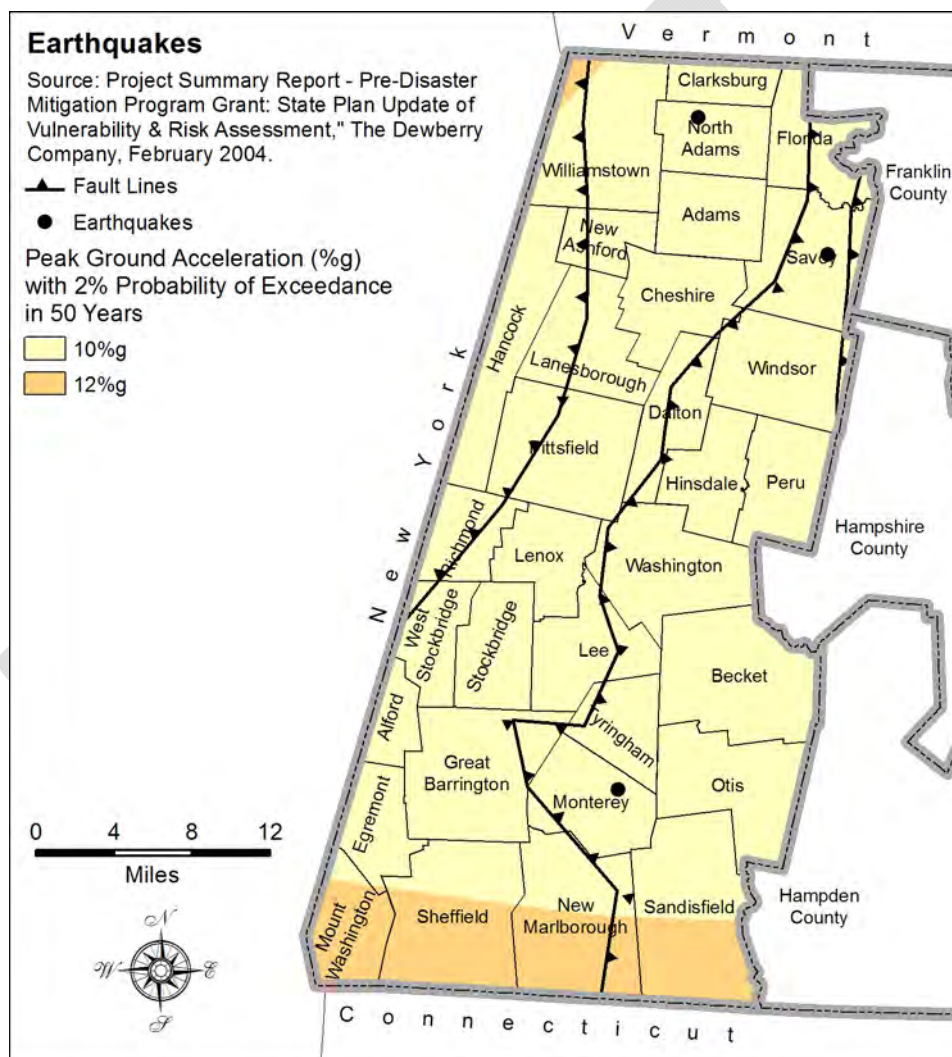 Earthquakes
Source: Project Summary Report - Pre-Disaster
Mitigation Program Grant: State Plan Update of
Vulnerability & Risk Assessment," The Dewberry
Company, February 2004.
Fault Lines
Earthquakes
Peak Ground Acceleration (%g)
with 2% Probability of Exceedance
in 50 Years
10%g
12%g
Vermont
Clarksburg
North
Adams
Florida
Franklin
County
Williamstown
Adams
New
Ashford
Savoy
Cheshire
Hancock
New York
Lanesborough
Windsor
Dalton
Pittsfield
Hinsdale
Peru
Richmond
Hampshire
County
Lenox
Washington
West
Stockbridge
Stockbridge
Lee
Becket
Alford
Tyringham
Great
Barrington
Otis
Monterey
Egremont
0 4 8 12
Miles
Mount
Washington
Sheffield
New
Marlborough
Sandisfield
Hampden
County
N
W E
S
Connecticut